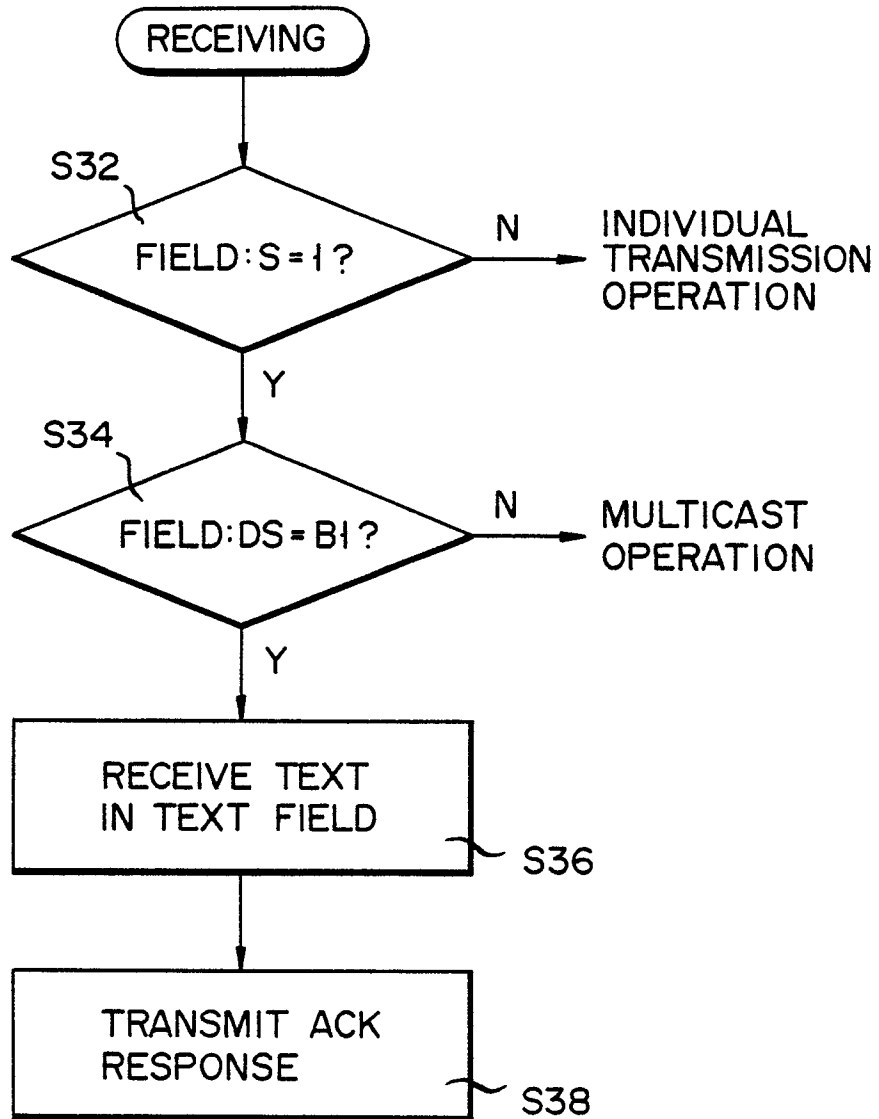 RECEIVING
S32
FIELD:S=1?
N
INDIVIDUAL
TRANSMISSION
OPERATION
Y
S34
FIELD:DS=B1?
N
MULTICAST
OPERATION
Y
RECEIVE TEXT
IN TEXT FIELD
S36
TRANSMIT ACK
RESPONSE
S38